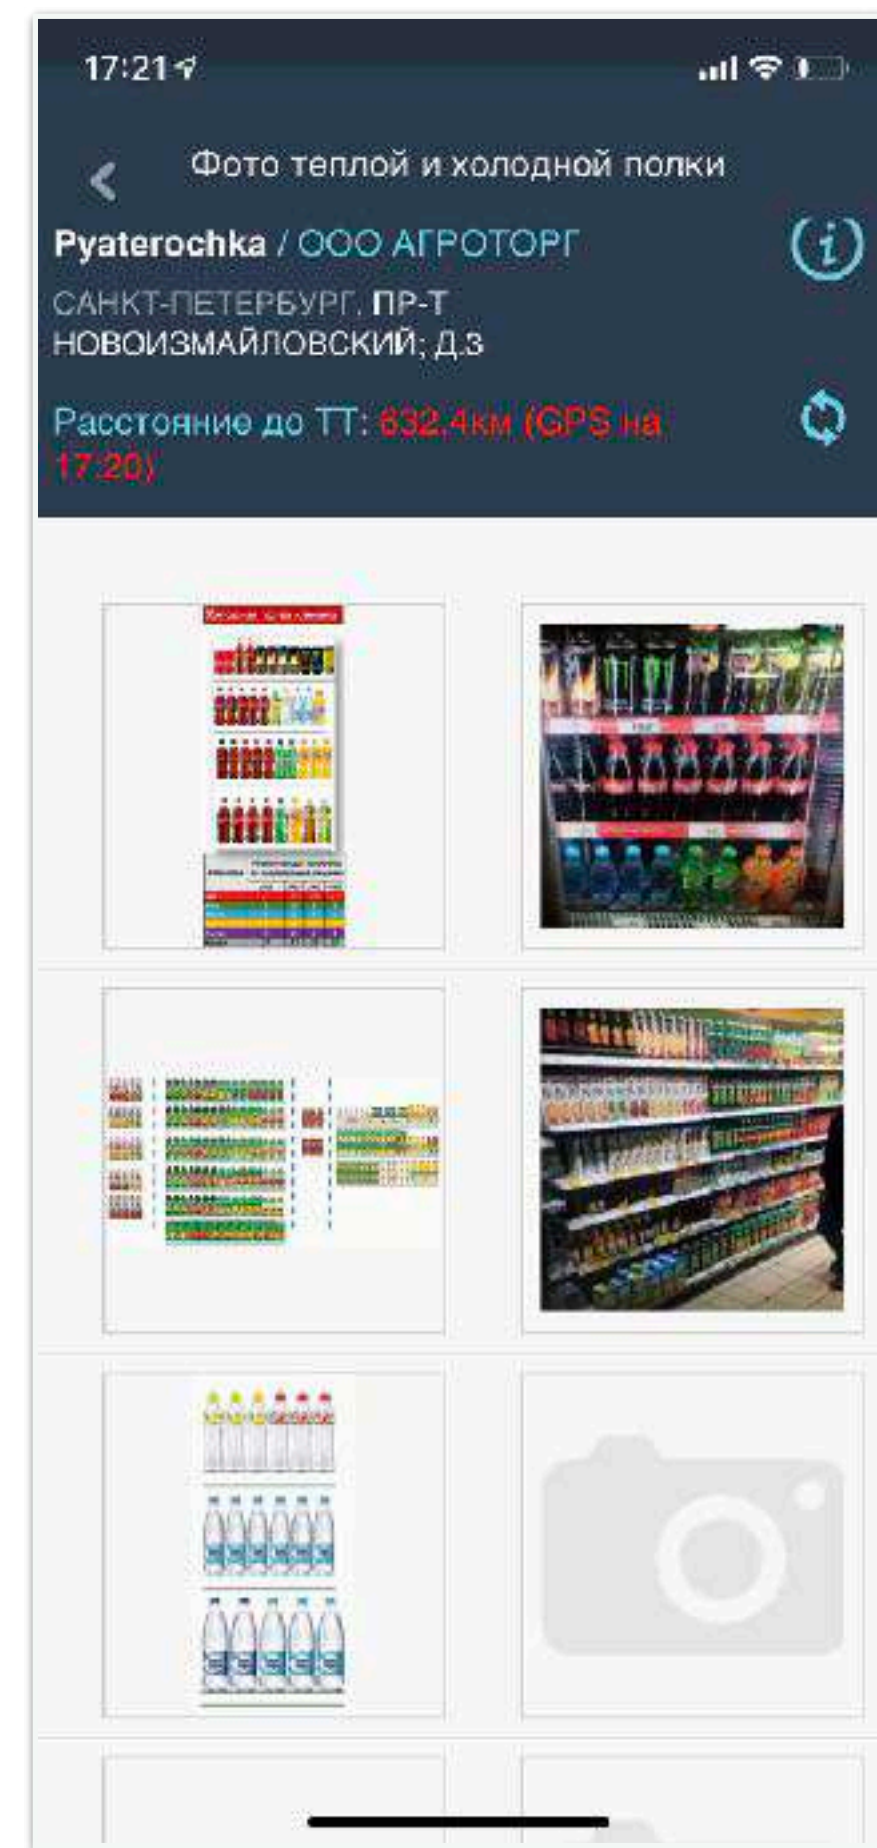 17:21
Фото теплой и холодной полки
Pyaterochka / ООО АГРОТОРГ
САНКТ-ПЕТЕРБУРГ, ПР-Т
НОВОИЗМАЙЛОВСКИЙ; Д.3
Расстояние до ТТ: 632.4км (GPS на
17:20)